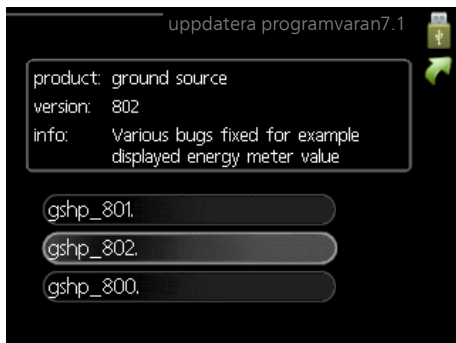 uppdatera programvaran7.1
product: ground source
version: 802
info: Various bugs fixed for example
displayed energy meter value
gshp_801.
gshp_802.
gshp_800.